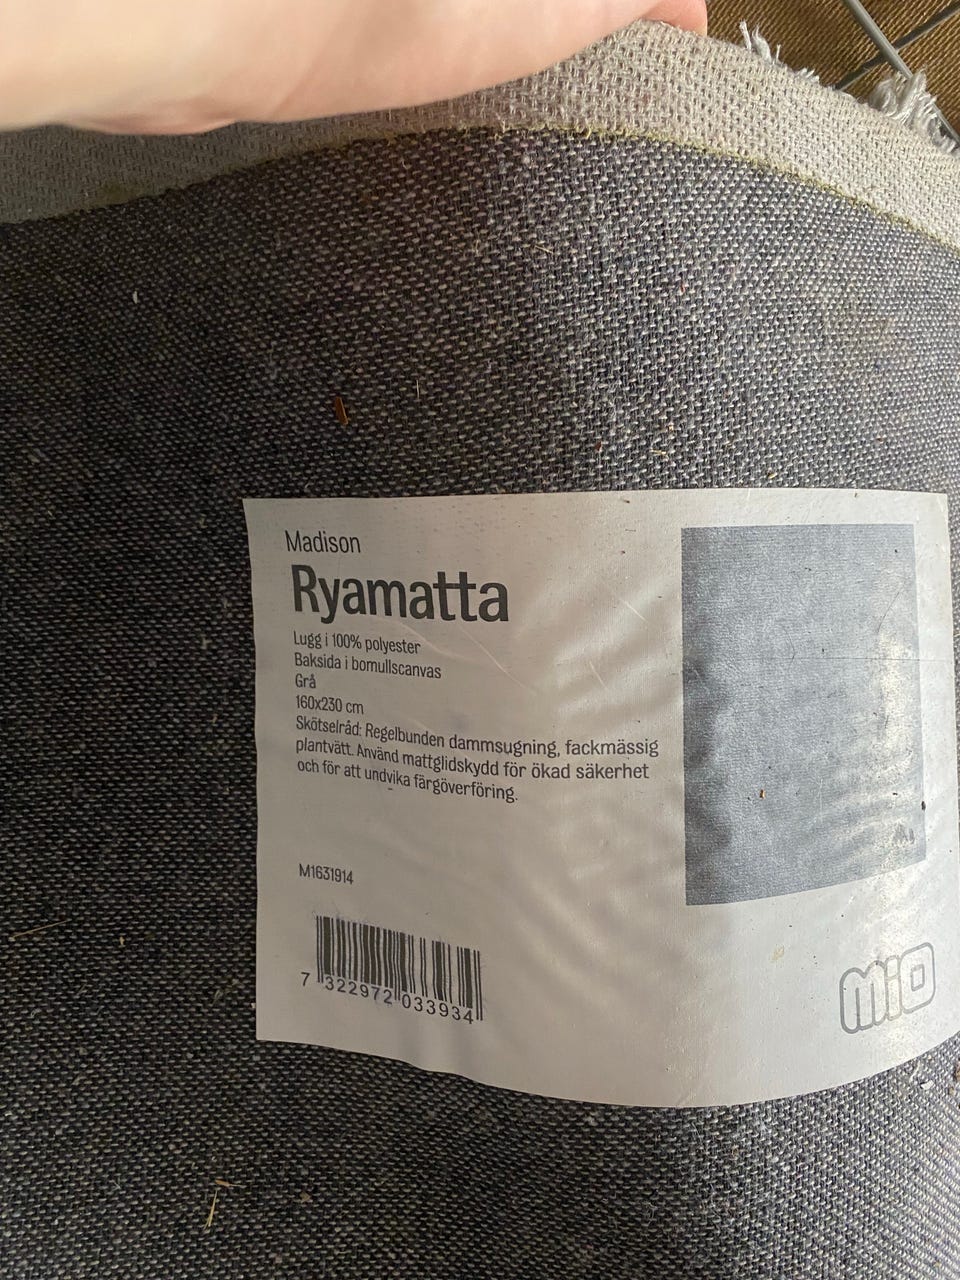 Madison
Ryamatta
Lugg i 100% polyester
Baksida i bomullscanvas
Grå
160x230 cm
Skötselråd: Regelbunden dammsugning, fackmässig
plantvätt. Använd mattglidskydd för ökad säkerhet
och för att undvika färgöverföring.
M1631914
7 322972 033934
Mio